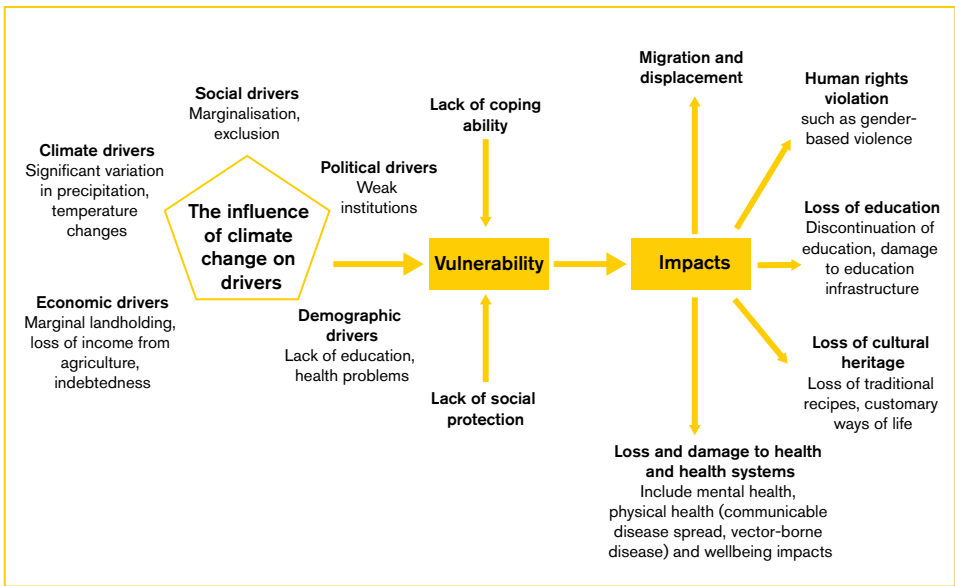 Social drivers
Marginalisation,
exclusion
Climate drivers
Significant variation
in precipitation,
temperature
changes
Political drivers
Weak
institutions
The influence
of climate
change on
drivers
Economic drivers
Marginal landholding,
loss of income from
agriculture,
indebtedness
Demographic
drivers
Lack of education,
health problems
Lack of coping
ability
Vulnerability
Lack of social
protection
Impacts
Migration and
displacement
Human rights
violation
such as gender-
based violence
Loss of education
Discontinuation of
education, damage
to education
infrastructure
Loss of cultural
heritage
Loss of traditional
recipes, customary
ways of life
Loss and damage to health
and health systems
Include mental health,
physical health (communicable
disease spread, vector-borne
disease) and wellbeing impacts